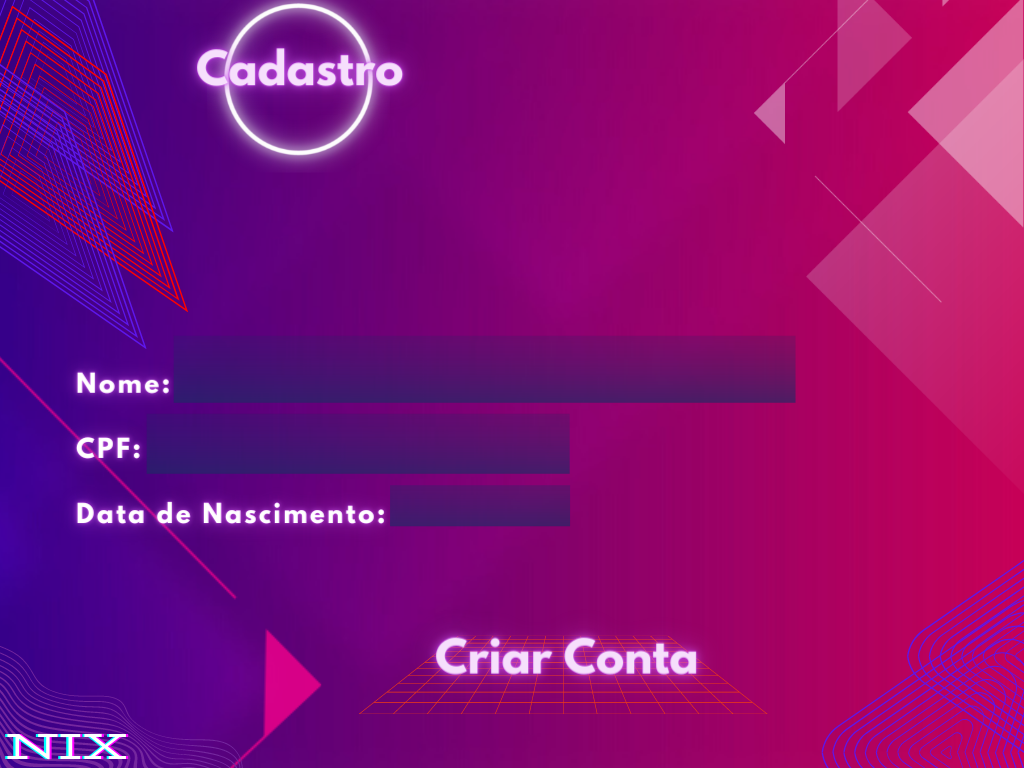 Cadastro
Nome:
CPF:
Data de Nascimento:
Criar Conta
NIX